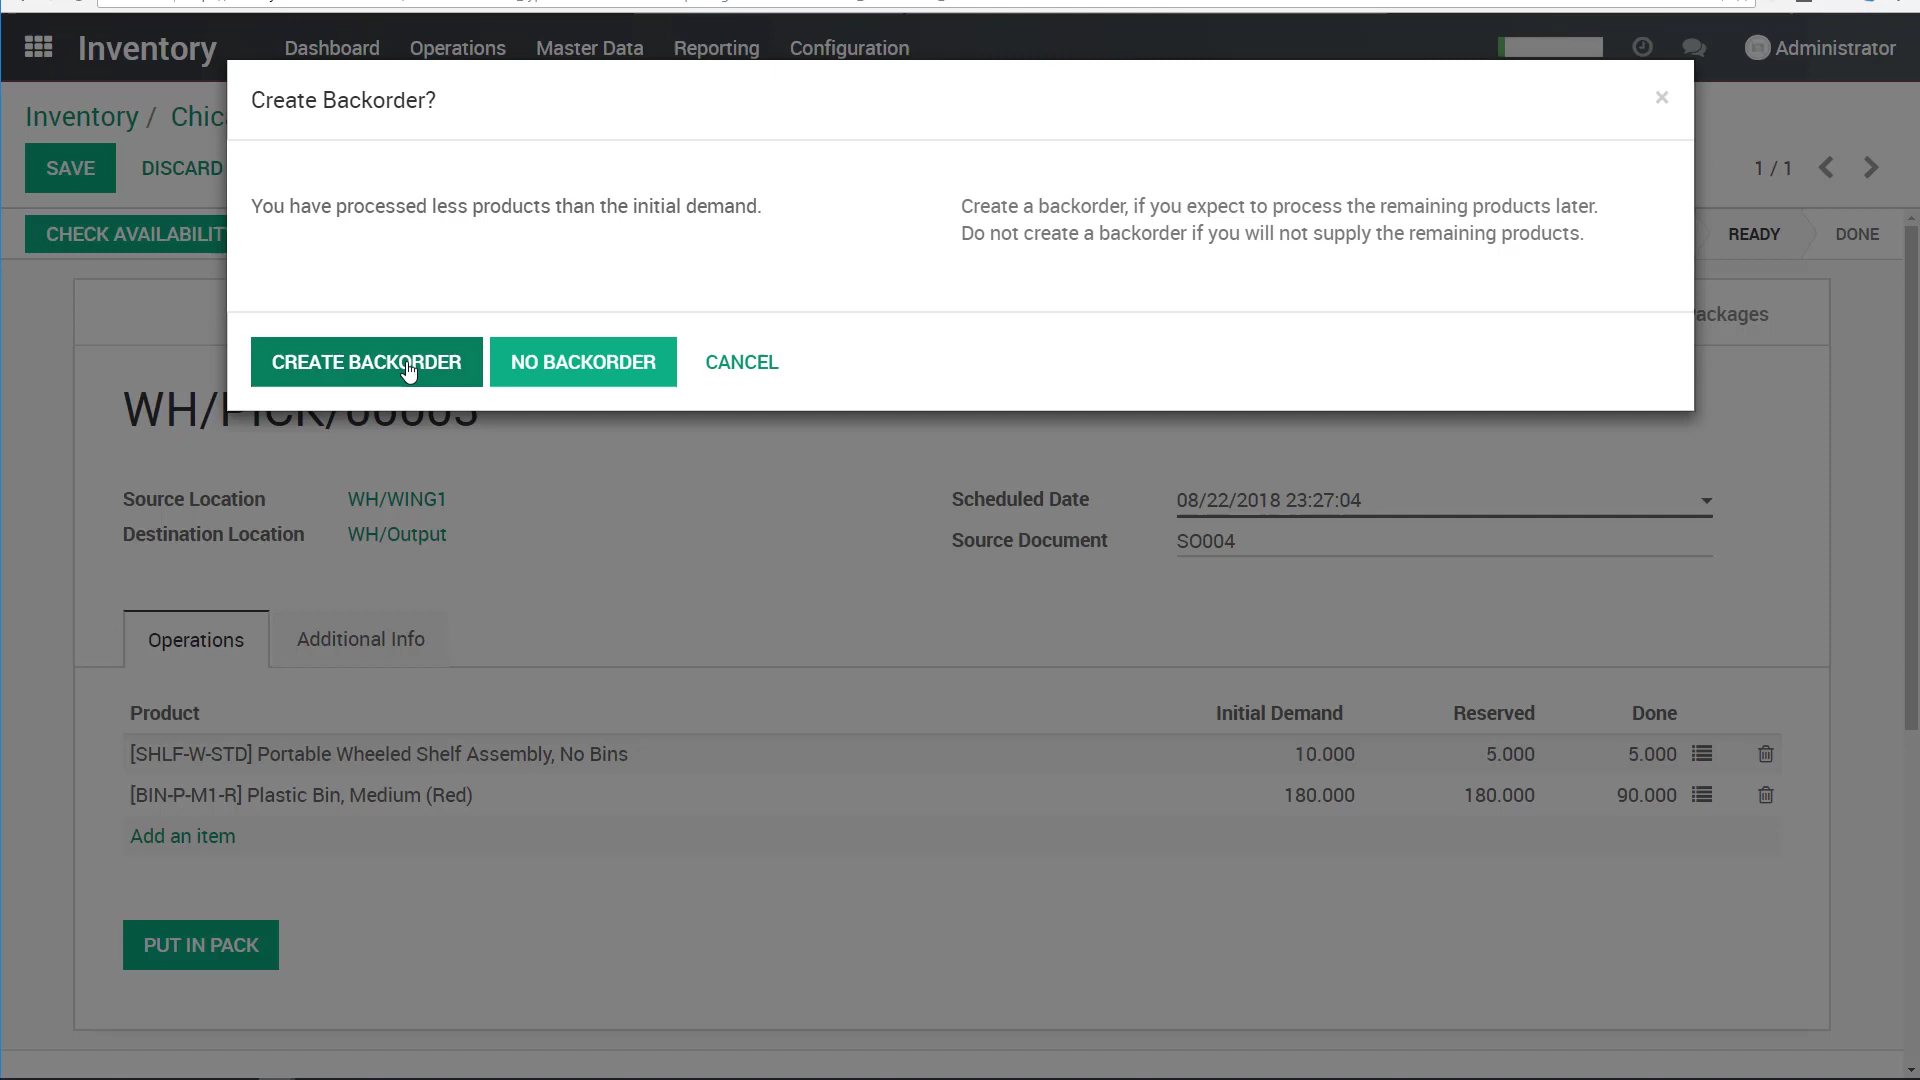 Inventory Dashboard Operations Master Data Reporting Configuration Administrator
Create Backorder? ×
Inventory / Chic
SAVE DISCARD 1 / 1
You have processed less products than the initial demand.
Create a backorder, if you expect to process the remaining products later.
Do not create a backorder if you will not supply the remaining products.
CHECK AVAILABILIT READY DONE
ackages
CREATE BACKORDER NO BACKORDER CANCEL
WH/PICK/00003
Source Location WH/WING1 Scheduled Date 08/22/2018 23:27:04
Destination Location WH/Output Source Document SO004
Operations Additional Info
Product Initial Demand Reserved Done
[SHLF-W-STD] Portable Wheeled Shelf Assembly, No Bins 10.000 5.000 5.000
[BIN-P-M1-R] Plastic Bin, Medium (Red) 180.000 180.000 90.000
Add an item
PUT IN PACK